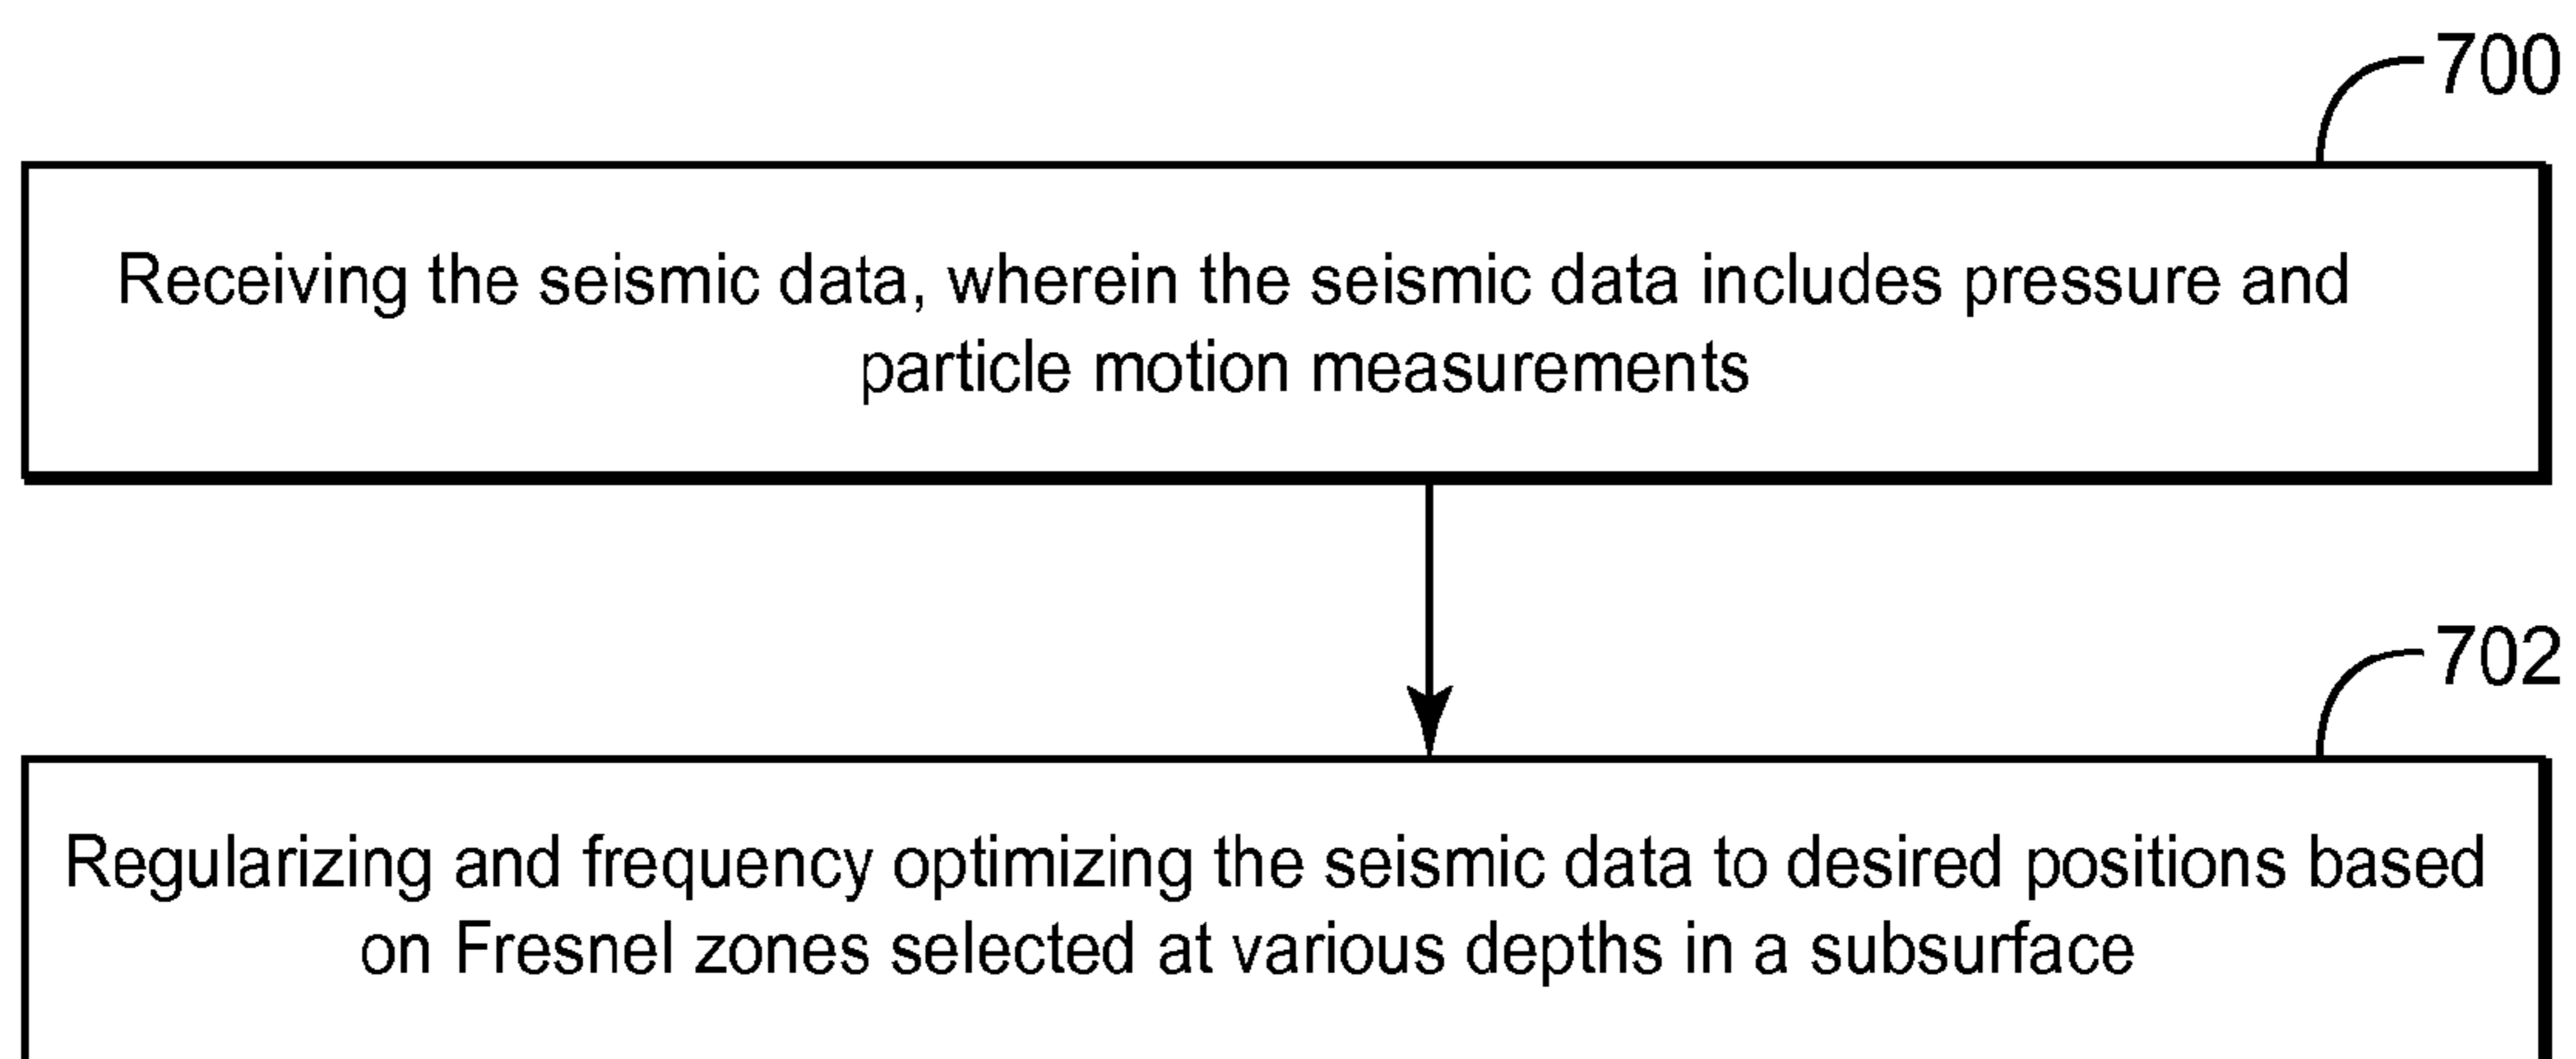 700
Receiving the seismic data, wherein the seismic data includes pressure and
particle motion measurements
702
Regularizing and frequency optimizing the seismic data to desired positions based
on Fresnel zones selected at various depths in a subsurface